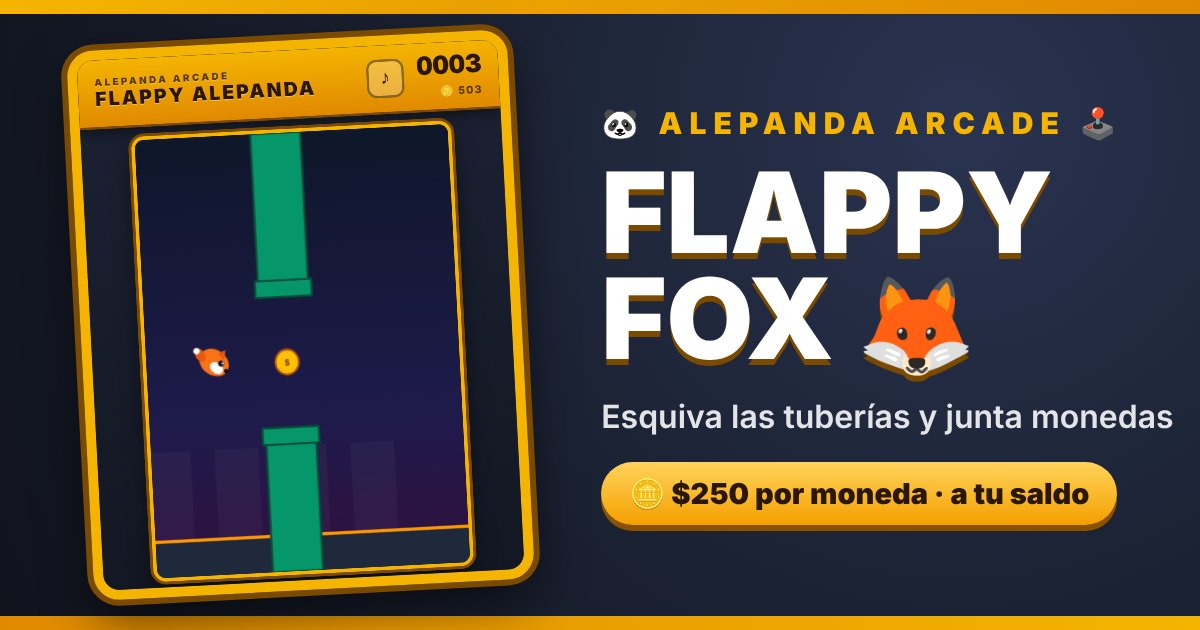 ALEPANDA ARCADE
FLAPPY ALEPANDA
♪
0003
503
$
ALEPANDA ARCADE
FLAPPY
FOX
Esquiva las tuberías y junta monedas
$250 por moneda · a tu saldo